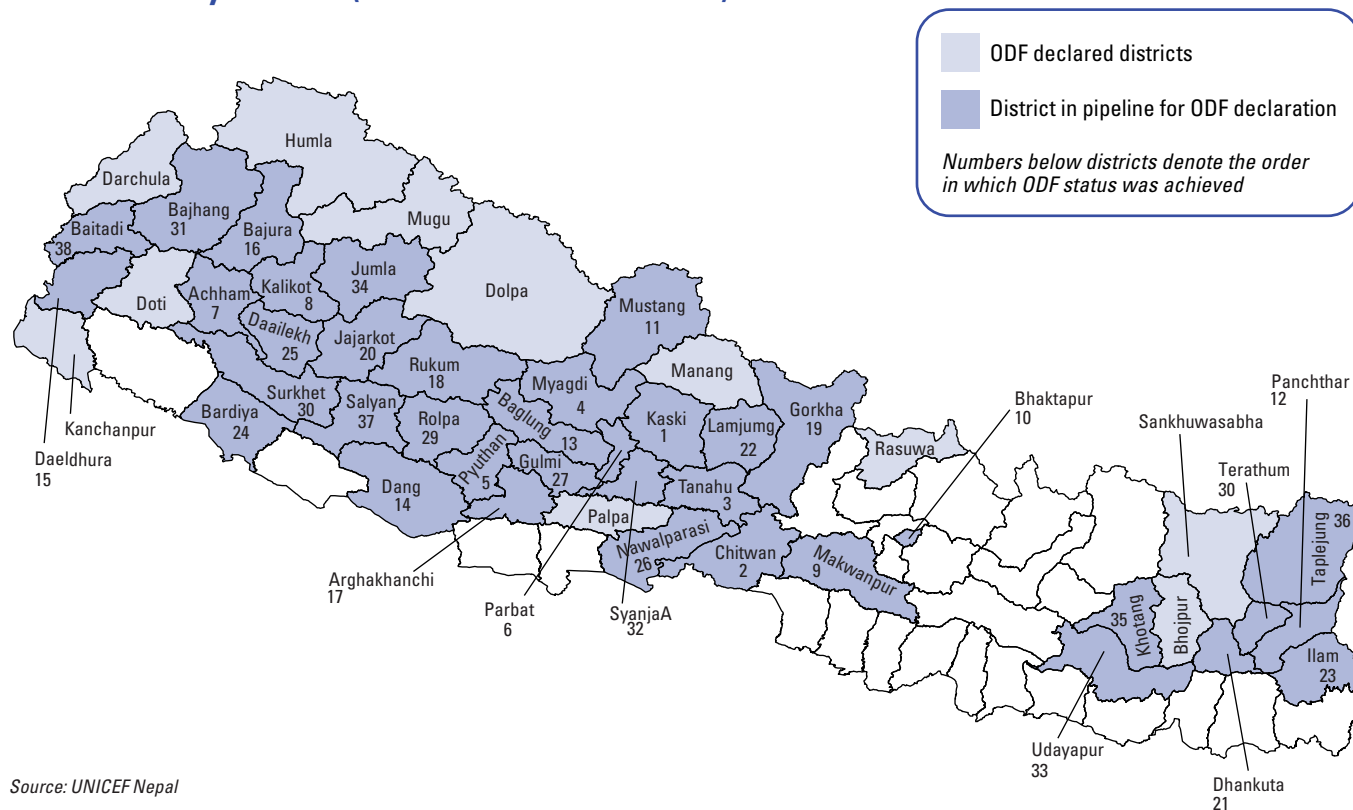 ODF declared districts
District in pipeline for ODF declaration
Numbers below districts denote the order
in which ODF status was achieved
Humla
Darchula
Bajhang
31
Mugu
Baitadi
38
Bajura
16
Jumla
34
Kalikot
8
Dolpa
Achham
7
Doti
Mustang
11
Daailekh
25
Jajarkot
20
Rukum
18
Manang
Myagdi
4
Surkhet
30
Salyan
37
Baglung
13
Kaski
1
Gorkha
19
Bardiya
24
Rolpa
29
Lamjumg
22
Kanchanpur
Daeldhura
15
Pyuthan
5
Gulmi
27
Tanahu
3
Dang
14
Palpa
Nawalparasi
26
Chitwan
2
Makwanpur
9
Arghakhanchi
17
Parbat
6
SyanjaA
32
Bhaktapur
10
Rasuwa
Panchthar
12
Sankhuwasabha
Terathum
30
36
Taplejung
35
Khotang
Bhojpur
Ilam
23
Udayapur
33
Dhankuta
21
Source: UNICEF Nepal